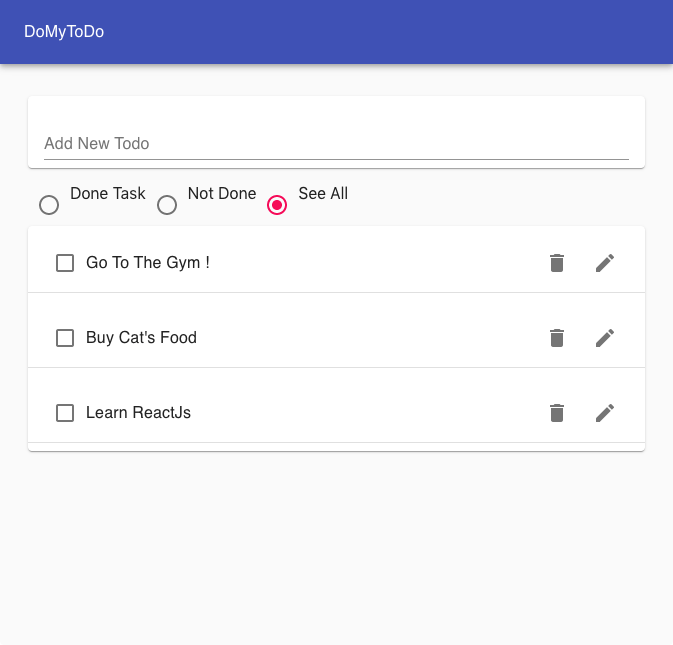 DoMyToDo
Add New Todo
Done Task Not Done See All
Go To The Gym !
Buy Cat's Food
Learn ReactJs